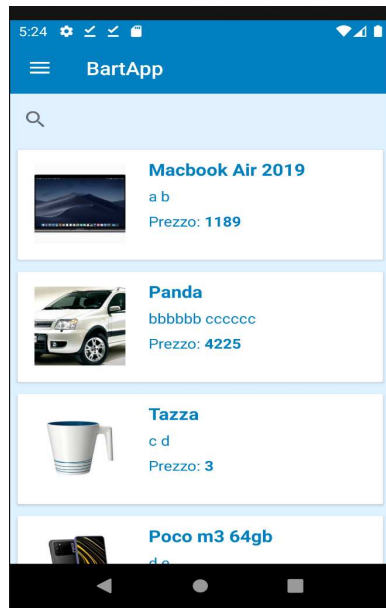 5:24
BartApp
Macbook Air 2019
a b
Prezzo: 1189
Panda
bbbbbb cccccc
Prezzo: 4225
Tazza
c d
Prezzo: 3
Poco m3 64gb
d e